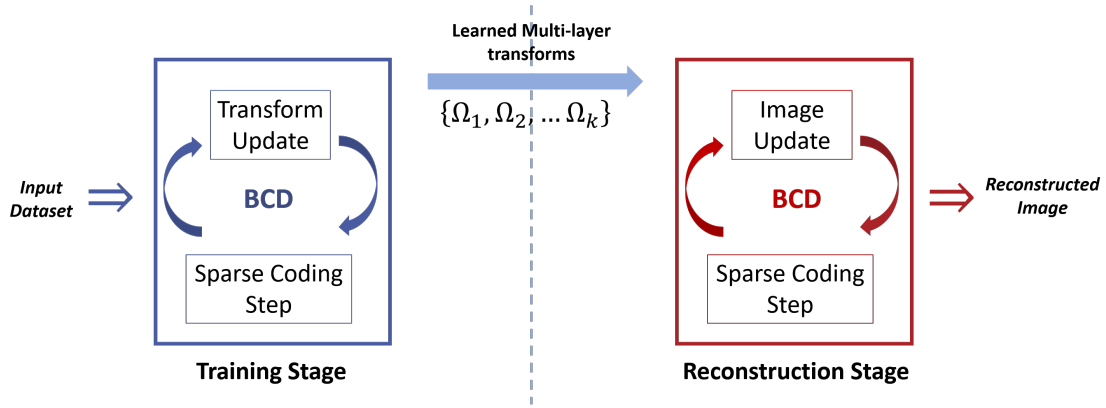 Learned Multi-layer
transforms
{Ω₁, Ω₂, … Ωₖ}
Input
Dataset
Transform
Update
BCD
Sparse Coding
Step
Training Stage
Image
Update
BCD
Sparse Coding
Step
Reconstruction Stage
Reconstructed
Image